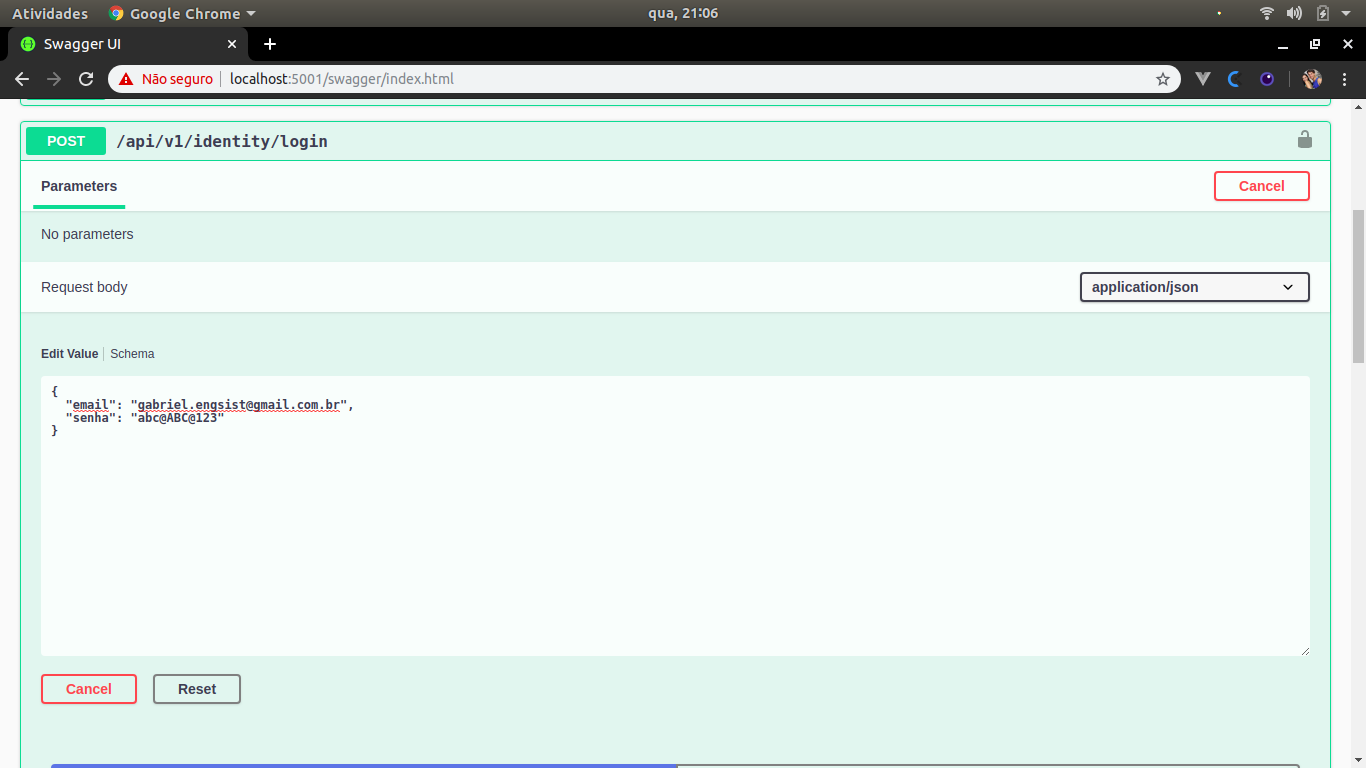 Atividades Google Chrome qua, 21:06
Swagger UI
Não seguro localhost:5001/swagger/index.html
POST /api/v1/identity/login
Parameters Cancel
No parameters
Request body application/json
Edit Value Schema
{
"email": "gabriel.engsist@gmail.com.br",
"senha": "abc@ABC@123"
}
Cancel Reset